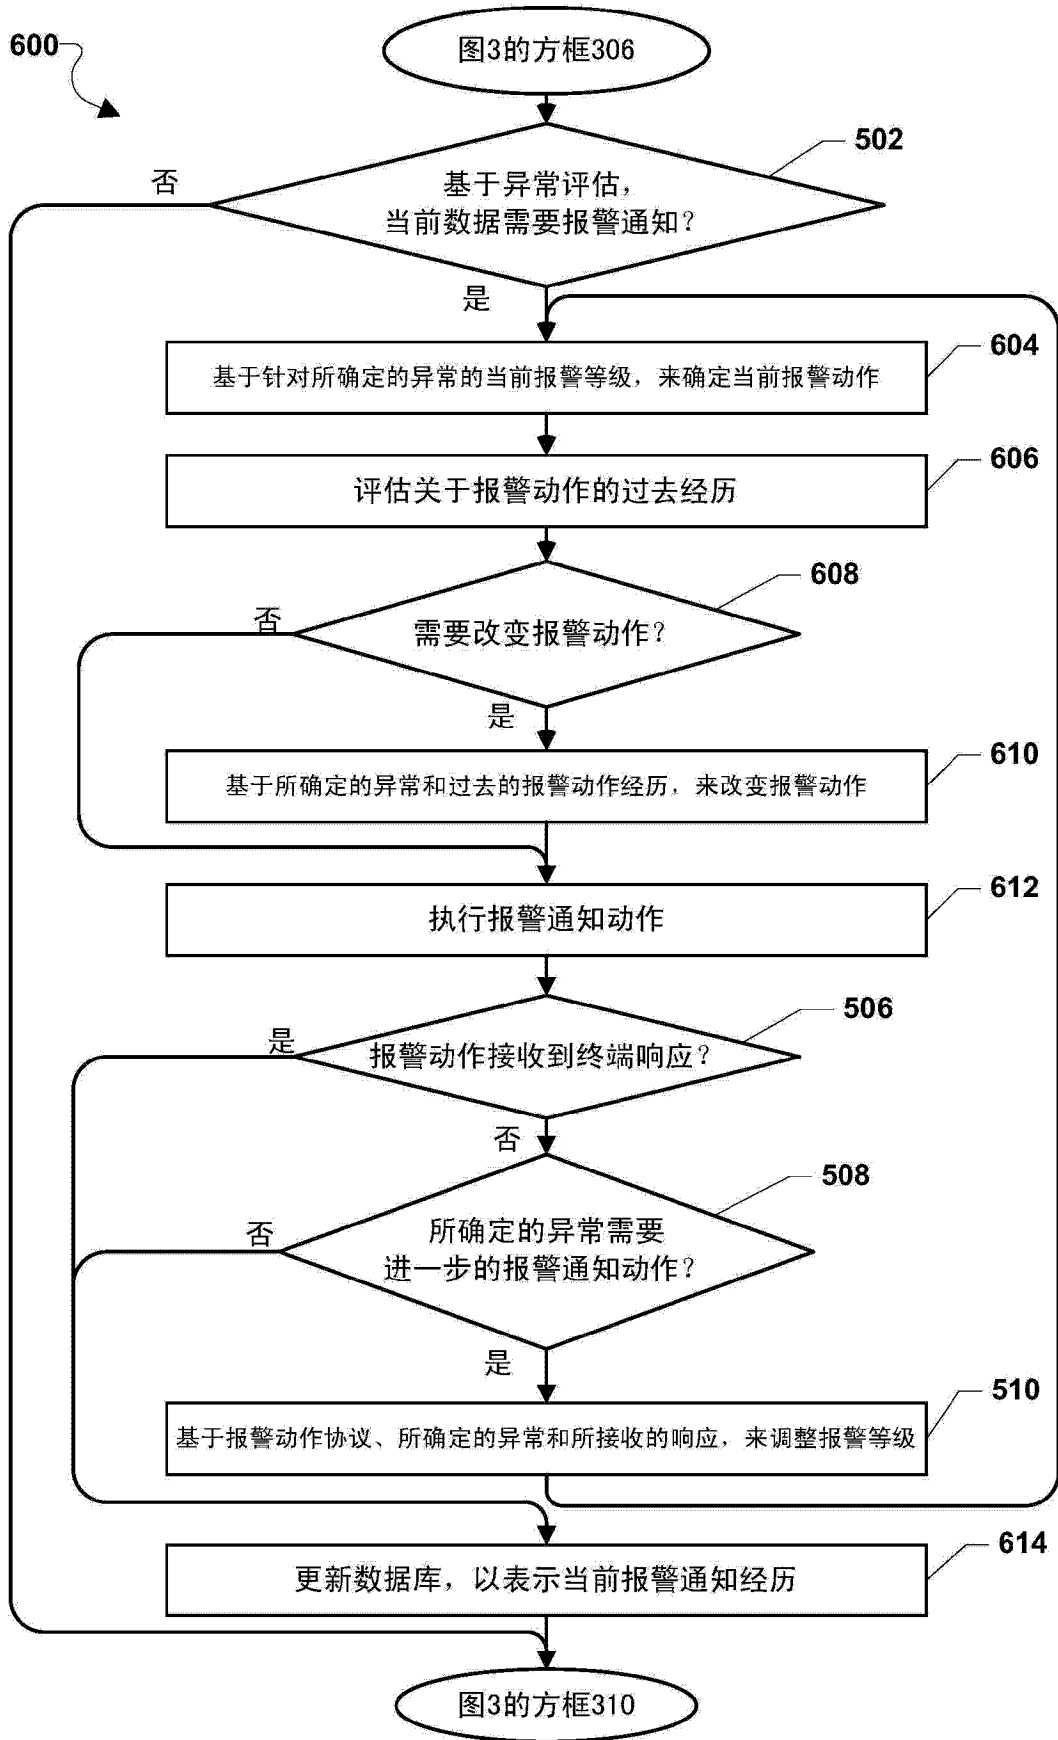 600
图3的方框306
502
否
基于异常评估,
当前数据需要报警通知?
是
604
基于针对所确定的异常的当前报警等级, 来确定当前报警动作
606
评估关于报警动作的过去经历
608
否
需要改变报警动作?
是
610
基于所确定的异常和过去的报警动作经历, 来改变报警动作
612
执行报警通知动作
506
是
报警动作接收到终端响应?
否
508
否
所确定的异常需要
进一步的报警通知动作?
是
510
基于报警动作协议、所确定的异常和所接收的响应, 来调整报警等级
614
更新数据库, 以表示当前报警通知经历
图3的方框310